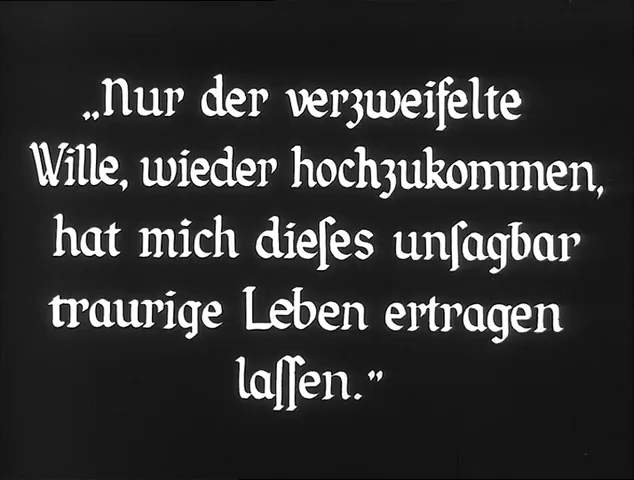 „Nur der verzweifelte
Wille, wieder hochzukommen,
hat mich dieſes unſagbar
traurige Leben ertragen
laſſen.”